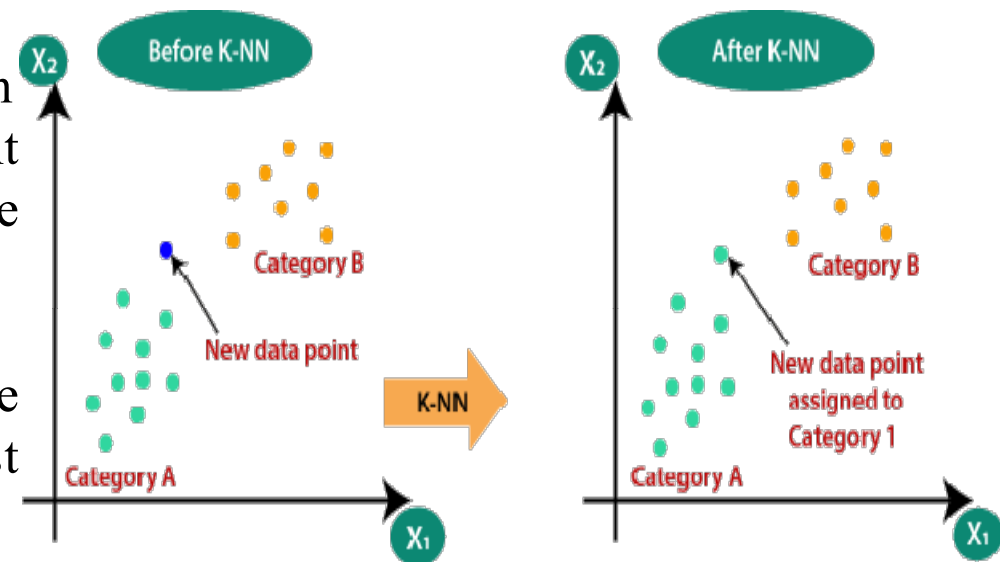 Before K-NN
X₂
Category B
New data point
Category A
X₁
K-NN
After K-NN
X₂
Category B
New data point
assigned to
Category 1
Category A
X₁